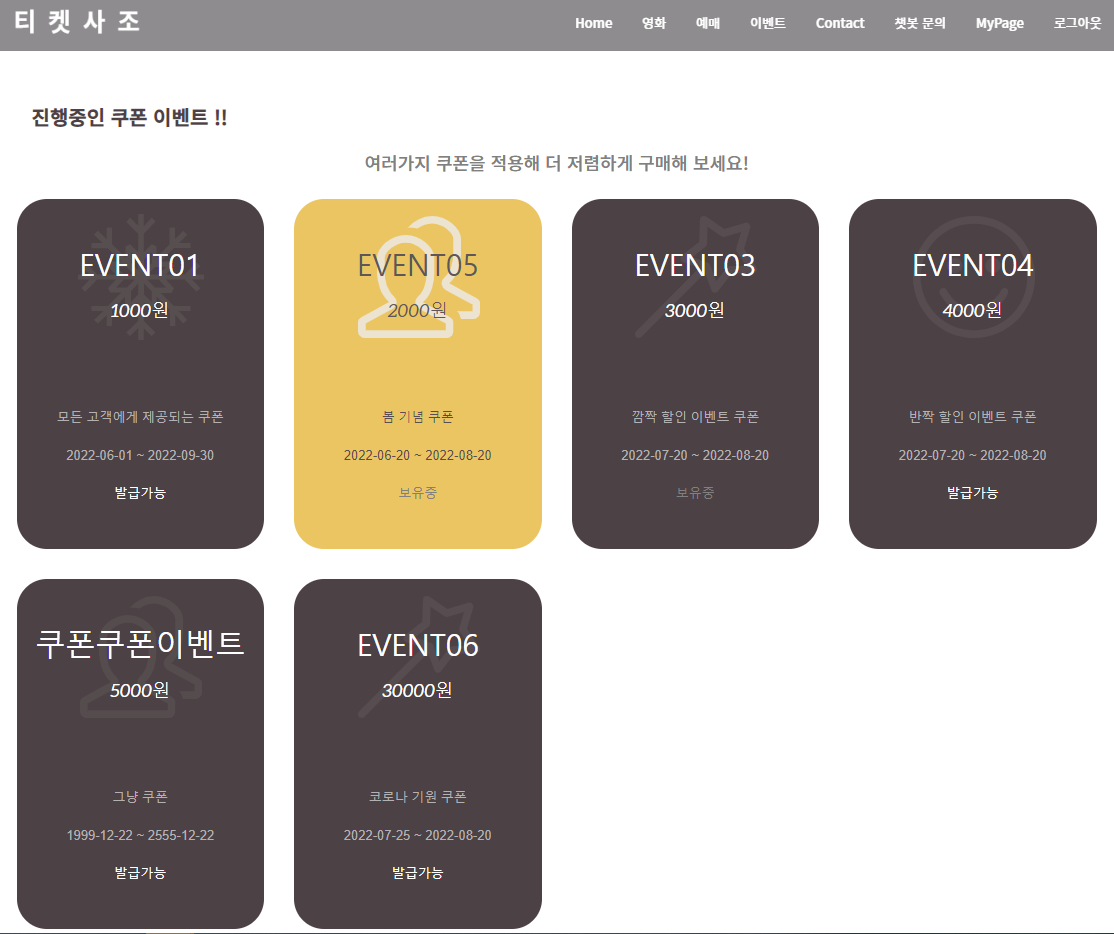 티켓사조
Home 영화 예매 이벤트 Contact 챗봇 문의 MyPage 로그아웃
진행중인 쿠폰 이벤트 !!
여러가지 쿠폰을 적용해 더 저렴하게 구매해 보세요!
EVENT01
1000원
모든 고객에게 제공되는 쿠폰
2022-06-01 ~ 2022-09-30
발급가능
EVENT05
2000원
봄 기념 쿠폰
2022-06-20 ~ 2022-08-20
보유중
EVENT03
3000원
깜짝 할인 이벤트 쿠폰
2022-07-20 ~ 2022-08-20
보유중
EVENT04
4000원
반짝 할인 이벤트 쿠폰
2022-07-20 ~ 2022-08-20
발급가능
쿠폰쿠폰이벤트
5000원
그냥 쿠폰
1999-12-22 ~ 2555-12-22
발급가능
EVENT06
30000원
코로나 기원 쿠폰
2022-07-25 ~ 2022-08-20
발급가능